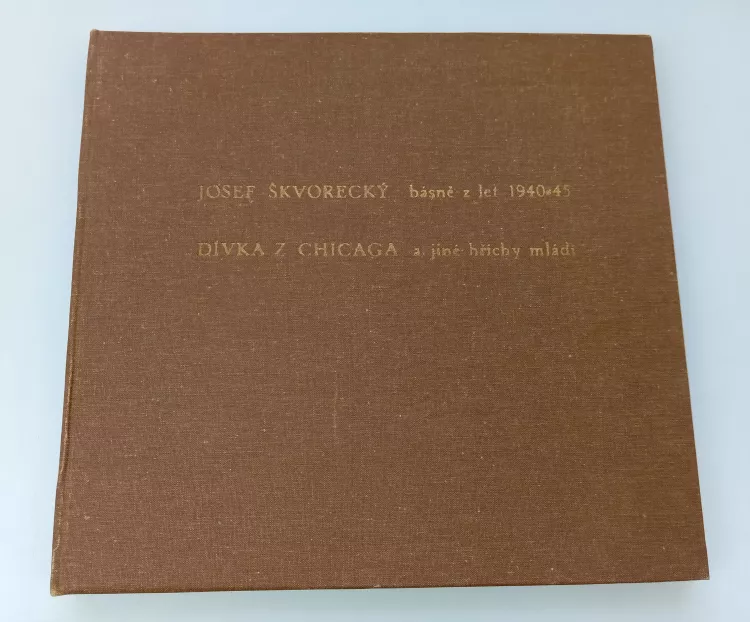 JOSEF ŠKVORECKÝ básně z let 1940-45
DÍVKA Z CHICAGA a jiné hříchy mládí